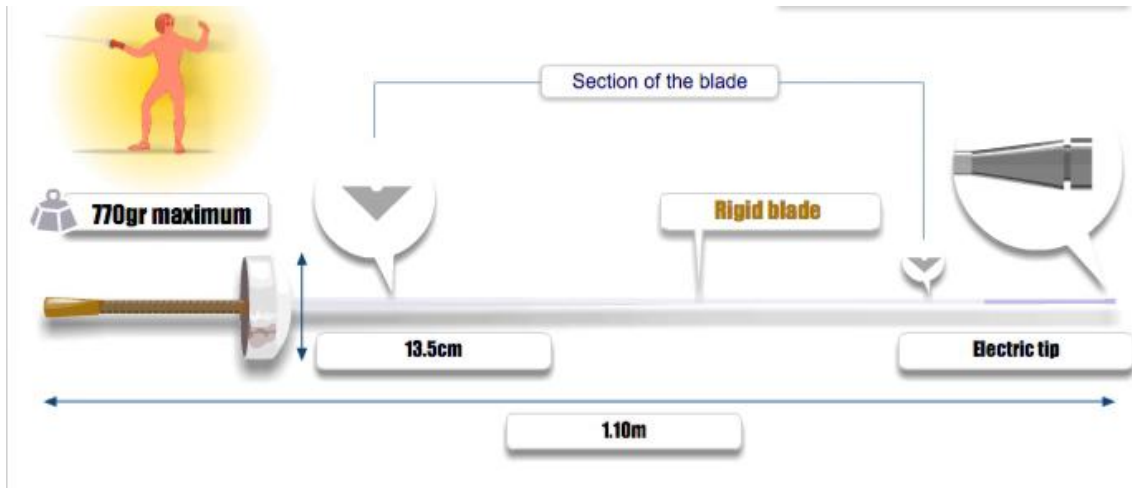 Section of the blade
770gr maximum
Rigid blade
13.5cm
Electric tip
1.10m